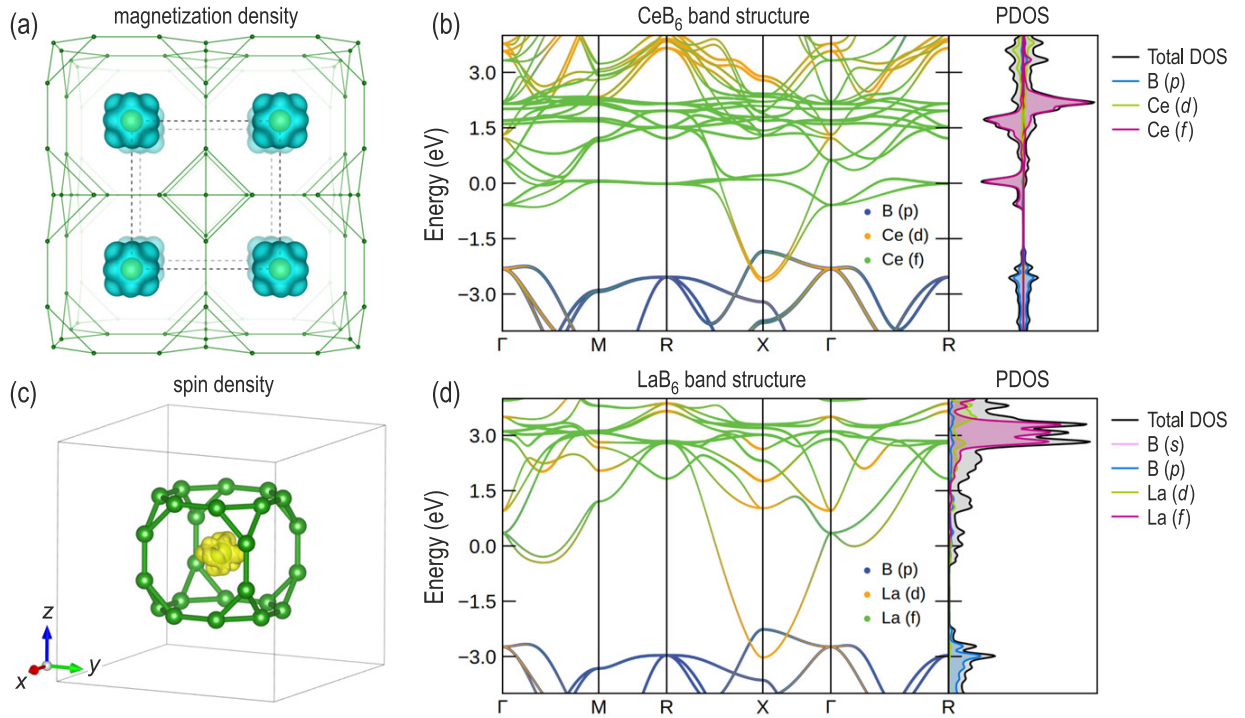 (a) magnetization density
(b) CeB6 band structure PDOS
Energy (eV)
3.0
1.5
0.0
−1.5
−3.0
B (p)
Ce (d)
Ce (f)
Γ M R X Γ R
Total DOS
B (p)
Ce (d)
Ce (f)
(c) spin density
z
y
x
(d) LaB6 band structure PDOS
Energy (eV)
3.0
1.5
0.0
−1.5
−3.0
B (p)
La (d)
La (f)
Γ M R X Γ R
Total DOS
B (s)
B (p)
La (d)
La (f)